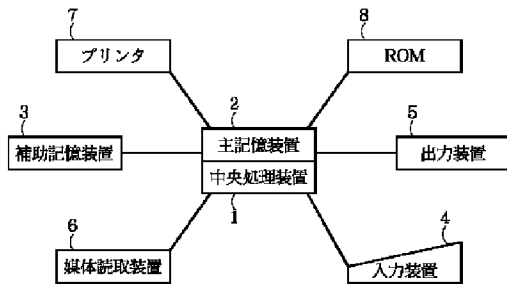 7
プリンタ
8
ROM
3
補助記憶装置
2
主記憶装置
中央処理装置
1
5
出力装置
6
媒体読取装置
4
入力装置